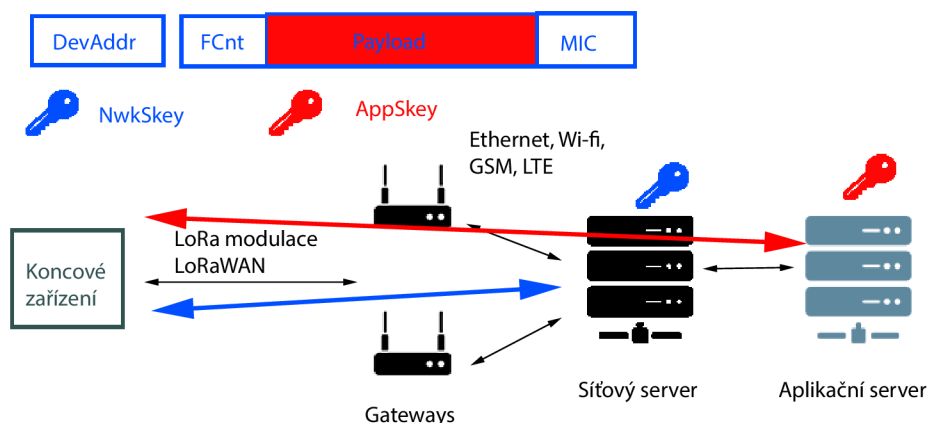 DevAddr
FCnt
Payload
MIC
NwkSkey
AppSkey
Ethernet, Wi-fi,
GSM, LTE
LoRa modulace
LoRaWAN
Koncové
zařízení
Gateways
Síťový server
Aplikační server